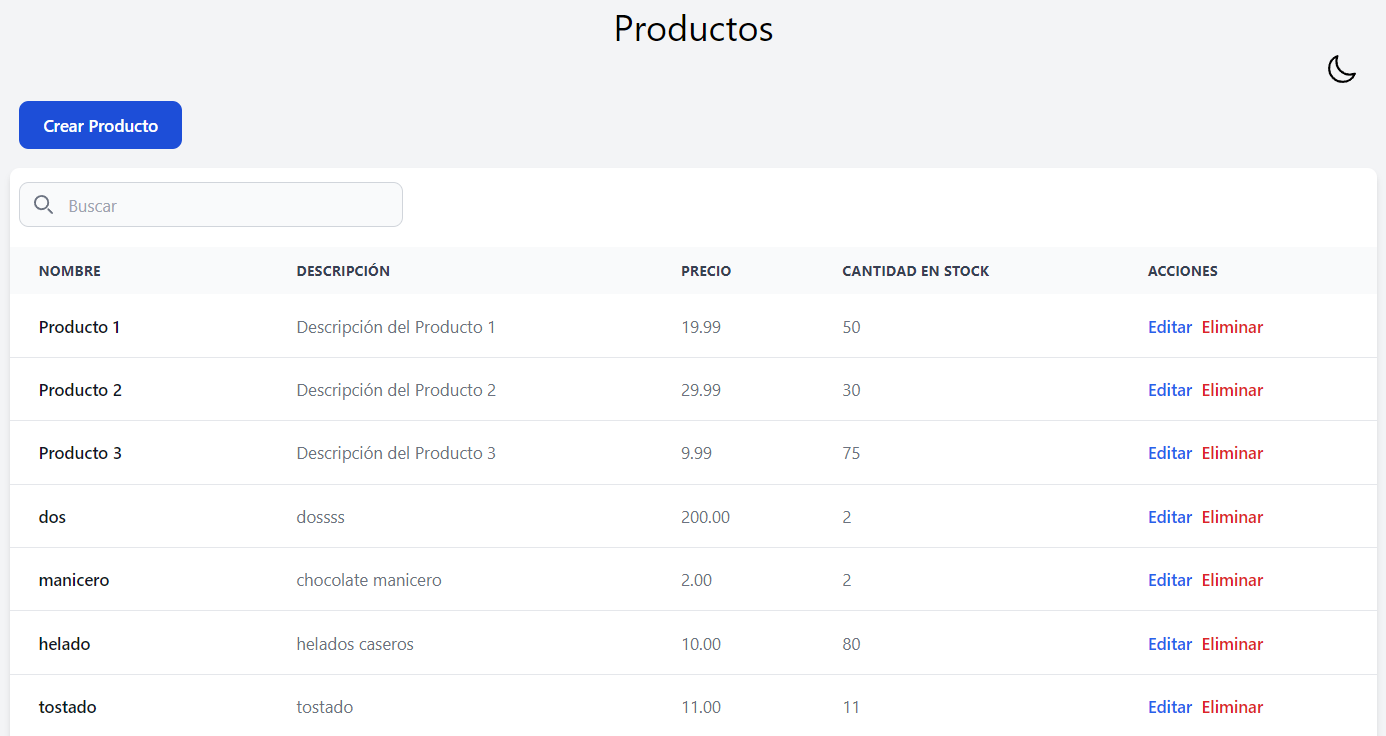 Productos
Crear Producto
Buscar
NOMBRE DESCRIPCIÓN PRECIO CANTIDAD EN STOCK ACCIONES
Producto 1 Descripción del Producto 1 19.99 50 Editar Eliminar
Producto 2 Descripción del Producto 2 29.99 30 Editar Eliminar
Producto 3 Descripción del Producto 3 9.99 75 Editar Eliminar
dos dossss 200.00 2 Editar Eliminar
manicero chocolate manicero 2.00 2 Editar Eliminar
helado helados caseros 10.00 80 Editar Eliminar
tostado tostado 11.00 11 Editar Eliminar